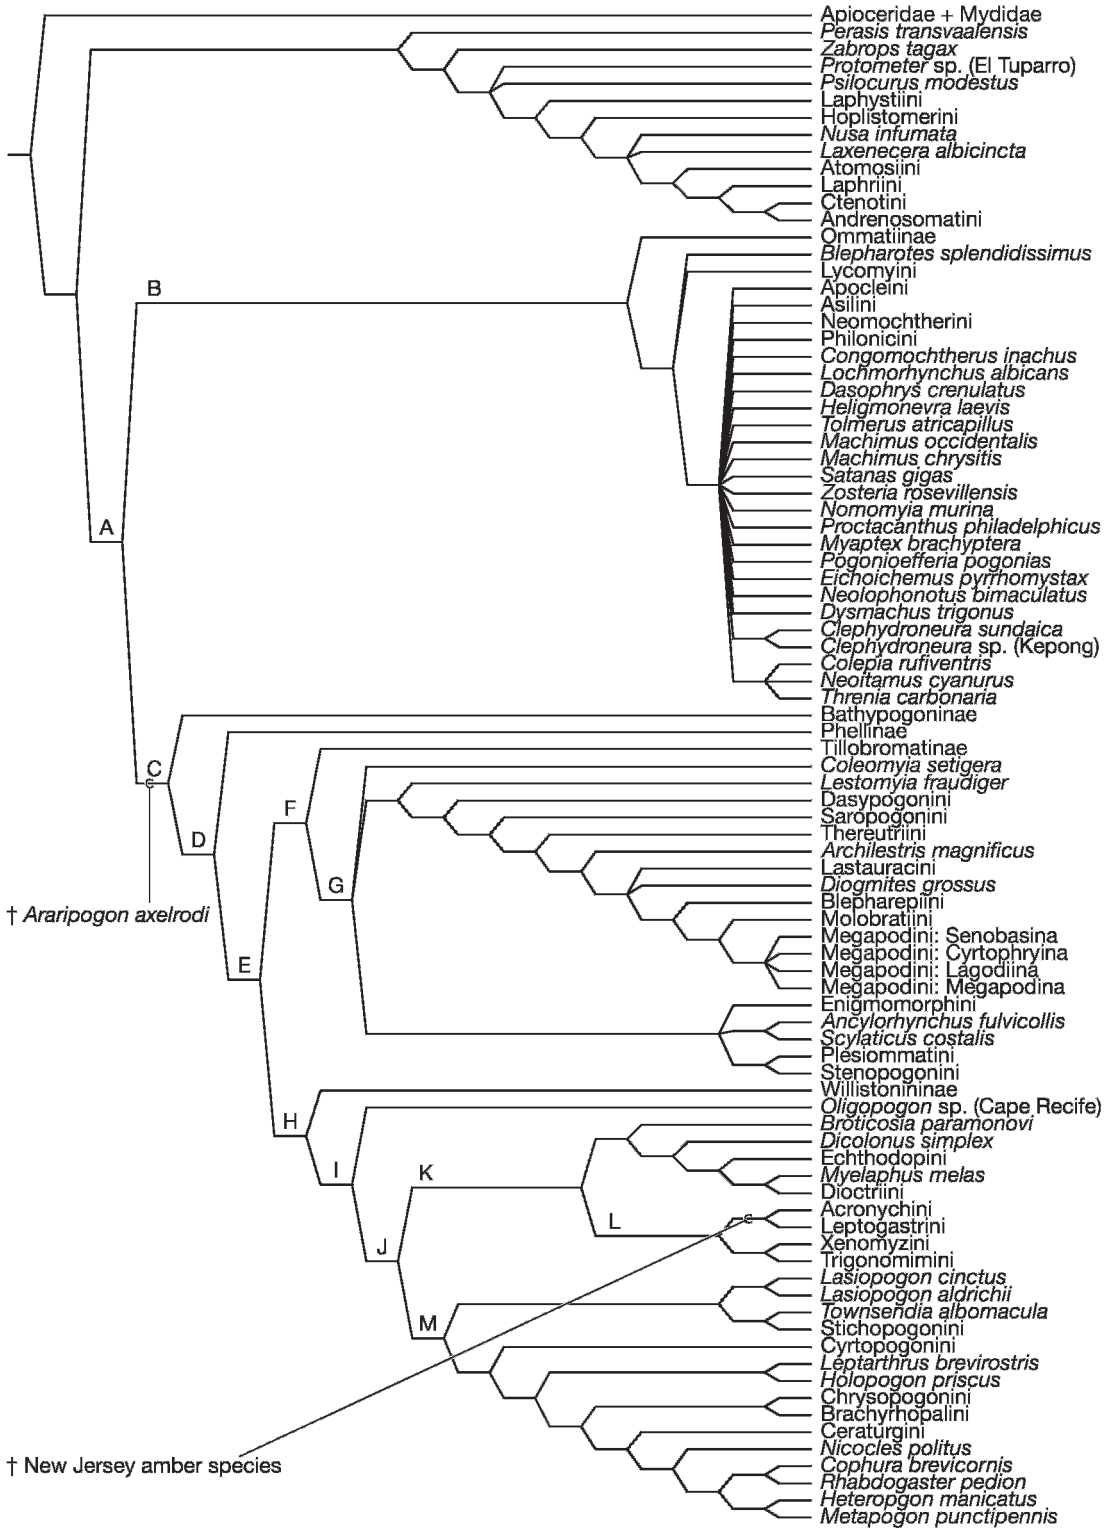 Apioceridae + Mydidae
Perasis transvaalensis
Zabrops tagax
Protometer sp. (El Tuparro)
Psilocurus modestus
Laphystiini
Hoplistomerini
Nusa infumata
Laxenecera albicincta
Atomosiini
Laphriini
Ctenotini
Andrenosomatini
Ommatiinae
Blepharotes splendidissimus
Lycomyini
B
Apocleini
Asilini
Neomochtherini
Philonicini
Congomochtherus inachus
Lochmorhynchus albicans
Dasophrys crenulatus
Heligmonevra laevis
Tolmerus atricapillus
Machimus occidentalis
Machimus chrysitis
Satanas gigas
Zosteria rosevillensis
Nomomyia murina
A
Proctacanthus philadelphicus
Myaptex brachyptera
Pogonioefferia pogonias
Eichoichemus pyrrhomystax
Neolophonotus bimaculatus
Dysmachus trigonus
Clephydroneura sundaica
Clephydroneura sp. (Kepong)
Colepia rufiventris
Neoitamus cyanurus
Threnia carbonaria
Bathypogoninae
Phellinae
Tillobromatinae
C
Coleomyia setigera
Lestomyia fraudiger
Dasypogonini
F
Saropogonini
Thereutriini
D
Archilestris magnificus
Lastauracini
G
Diogmites grossus
Blepharepiini
† Araripogon axelrodi
Molobratiini
Megapodini: Senobasina
Megapodini: Cyrtophryina
E
Megapodini: Lagodiina
Megapodini: Megapodina
Enigmomorphini
Ancylorhynchus fulvicollis
Scylaticus costalis
Plesiommatini
Stenopogonini
Willistonininae
Oligopogon sp. (Cape Recife)
H
Broticosia paramonovi
Dicolonus simplex
Echthodopini
I
K
Myelaphus melas
Dioctriini
Acronychini
L
Leptogastrini
Xenomyzini
J
Trigonomimini
Lasiopogon cinctus
Lasiopogon aldrichii
Townsendia albomacula
M
Stichopogonini
Cyrtopogonini
Leptarthrus brevirostris
Holopogon priscus
Chrysopogonini
Brachyrhopalini
Ceraturgini
Nicocles politus
† New Jersey amber species
Cophura brevicornis
Rhabdogaster pedion
Heteropgon manicatus
Metapogon punctipennis